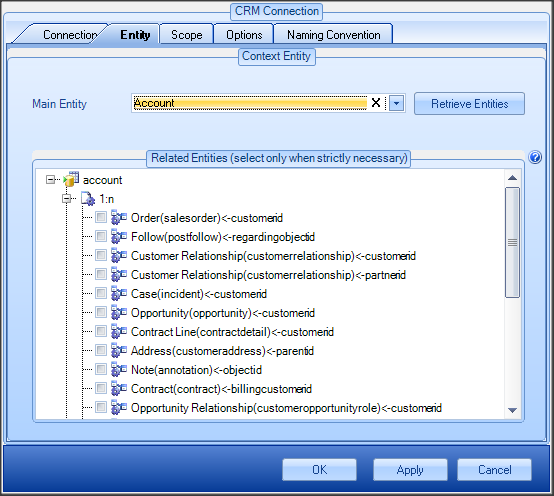 CRM Connection
Connection Entity Scope Options Naming Convention
Context Entity
Main Entity Account X Retrieve Entities
Related Entities (select only when strictly necessary) ?
account
1:n
Order(salesorder)<-customerid
Follow(postfollow)<-regardingobjectid
Customer Relationship(customerrelationship)<-customerid
Customer Relationship(customerrelationship)<-partnerid
Case(incident)<-customerid
Opportunity(opportunity)<-customerid
Contract Line(contractdetail)<-customerid
Address(customeraddress)<-parentid
Note(annotation)<-objectid
Contract(contract)<-billingcustomerid
Opportunity Relationship(customeropportunityrole)<-customerid
OK Apply Cancel